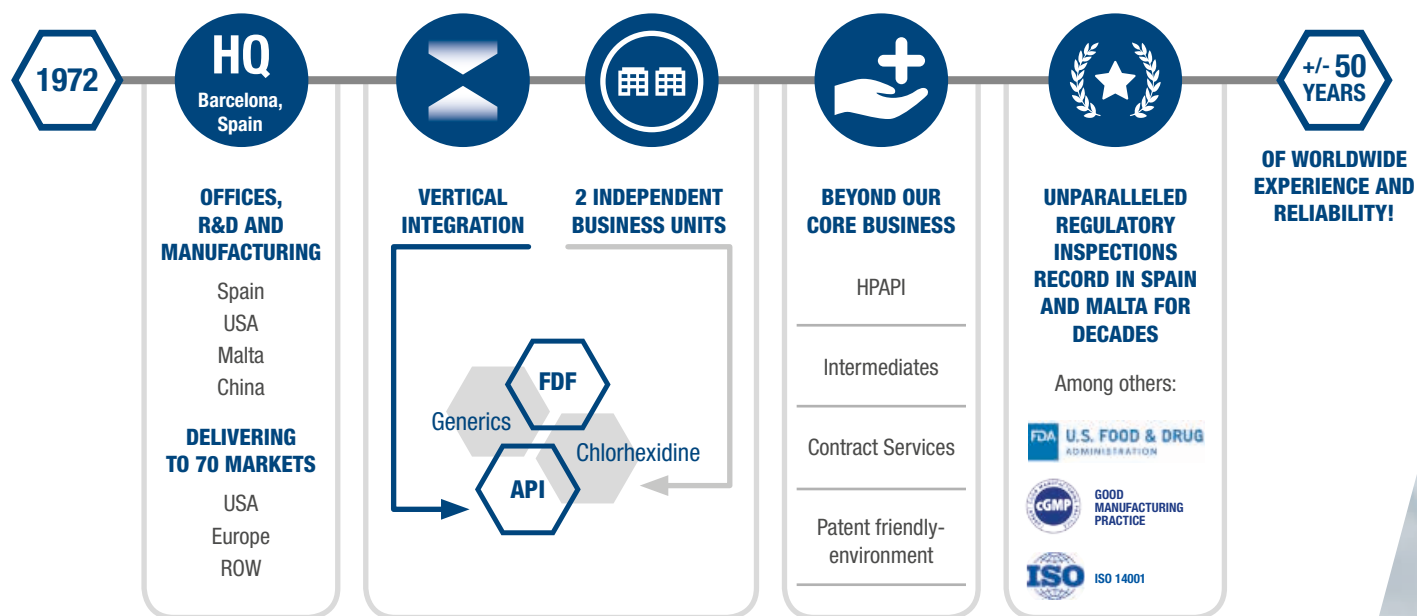 1972
HQ
Barcelona,
Spain
OFFICES,
R&D AND
MANUFACTURING
Spain
USA
Malta
China
DELIVERING
TO 70 MARKETS
USA
Europe
ROW
VERTICAL
INTEGRATION
2 INDEPENDENT
BUSINESS UNITS
FDF
Generics
Chlorhexidine
API
BEYOND OUR
CORE BUSINESS
HPAPI
Intermediates
Contract Services
Patent friendly-
environment
UNPARALLELED
REGULATORY
INSPECTIONS
RECORD IN SPAIN
AND MALTA FOR
DECADES
Among others:
FDA U.S. FOOD & DRUG
ADMINISTRATION
cGMP
GOOD
MANUFACTURING
PRACTICE
ISO
ISO 14001
+/- 50
YEARS
OF WORLDWIDE
EXPERIENCE AND
RELIABILITY!